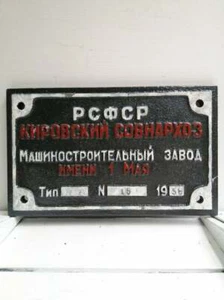 РСФСР
КИРОВСКИЙ СОВНАРХОЗ
МАШИНОСТРОИТЕЛЬНЫЙ ЗАВОД
ИМЕНИ 1 МАЯ
Тип N 19